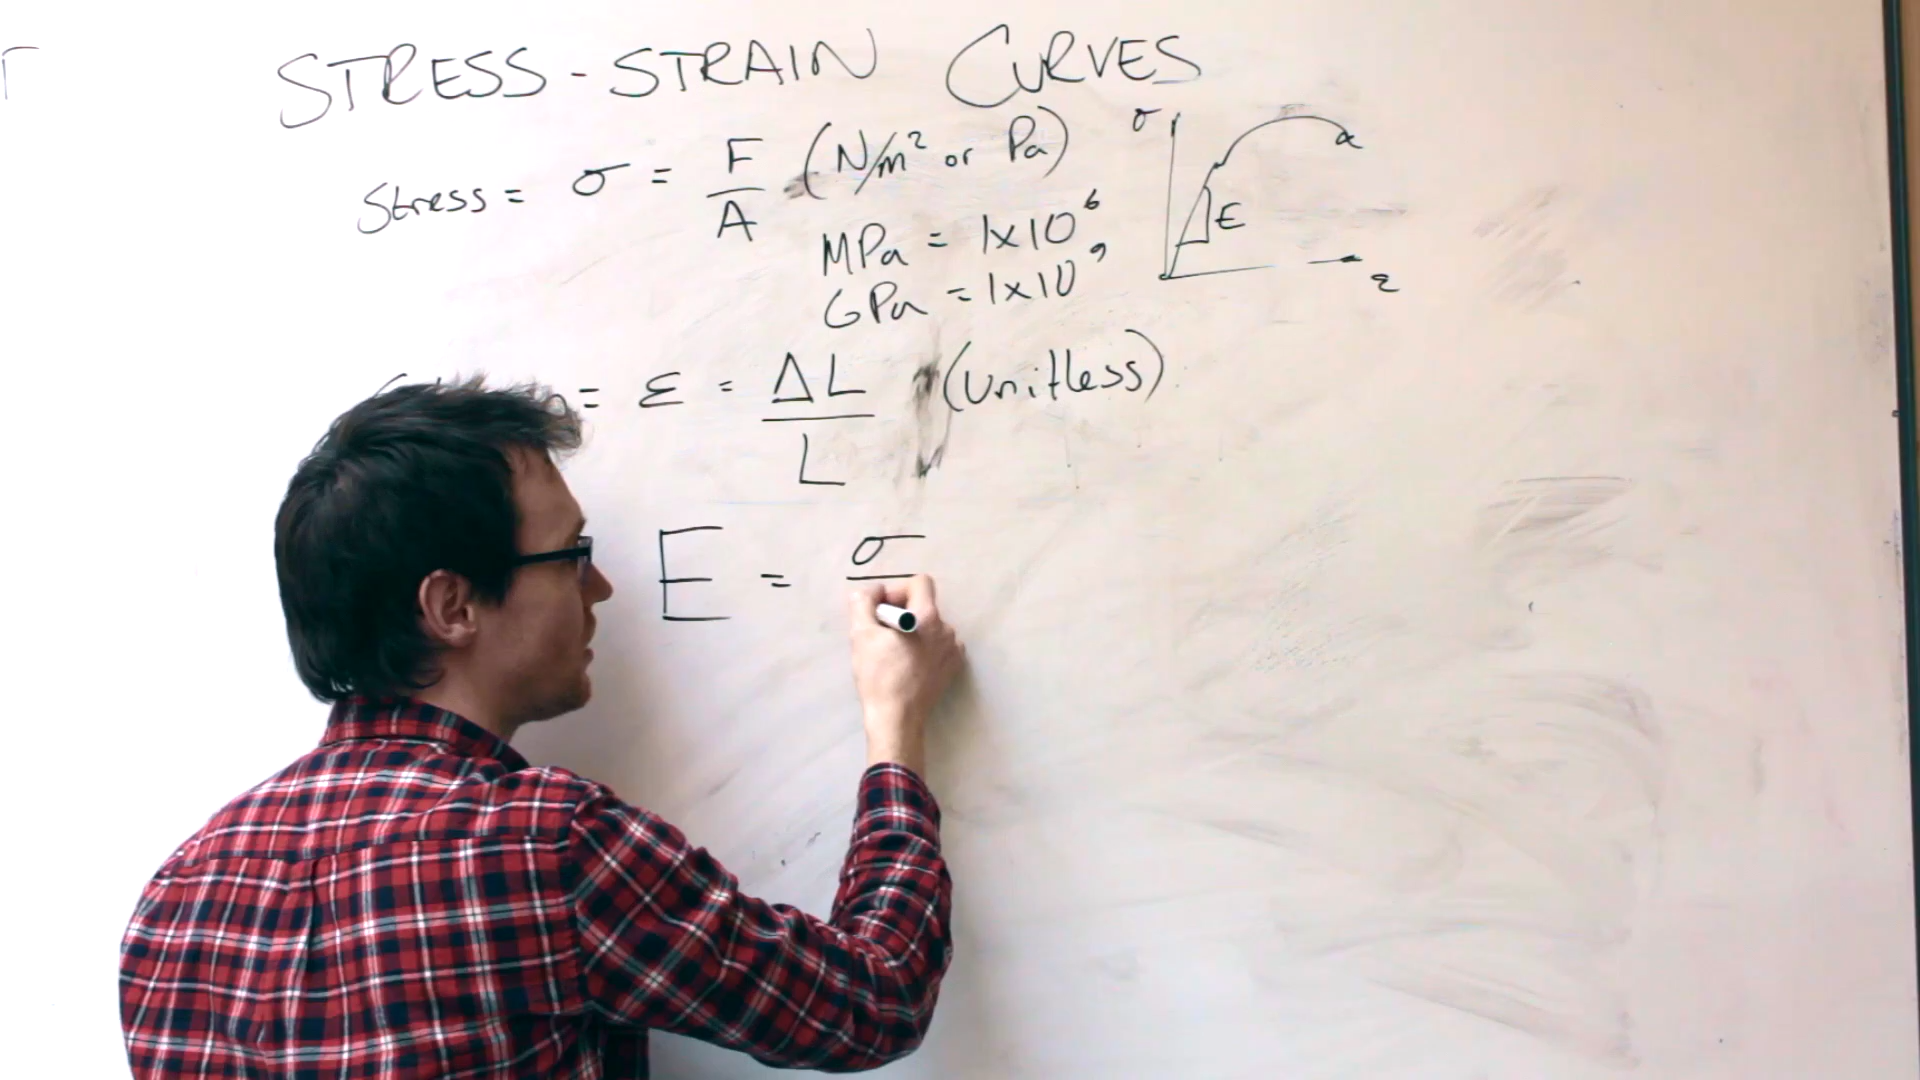 STRESS-STRAIN CURVES
Stress = σ = F/A (N/m² or Pa)
MPa = 1x10⁶
GPa = 1x10⁹
σ
E
ε
= ε = ΔL/L (Unitless)
E = σ